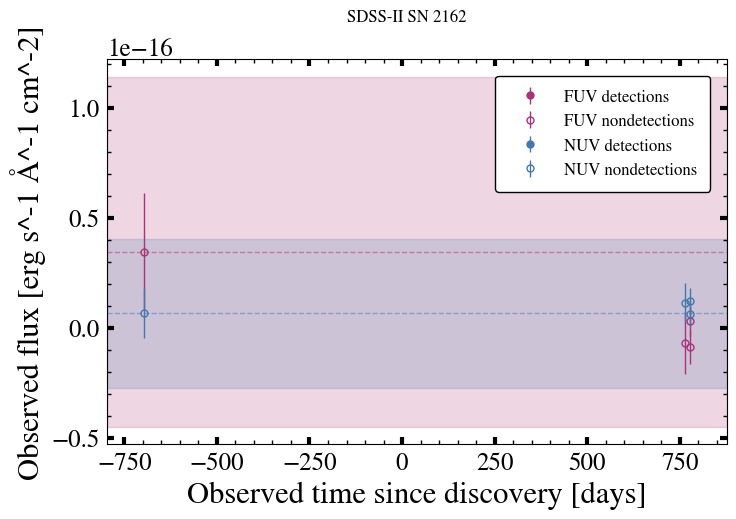 SDSS-II SN 2162
1e−16
Observed flux [erg s^-1 Å^-1 cm^-2]
1.0
0.5
0.0
−0.5
FUV detections
FUV nondetections
NUV detections
NUV nondetections
−750 −500 −250 0 250 500 750
Observed time since discovery [days]